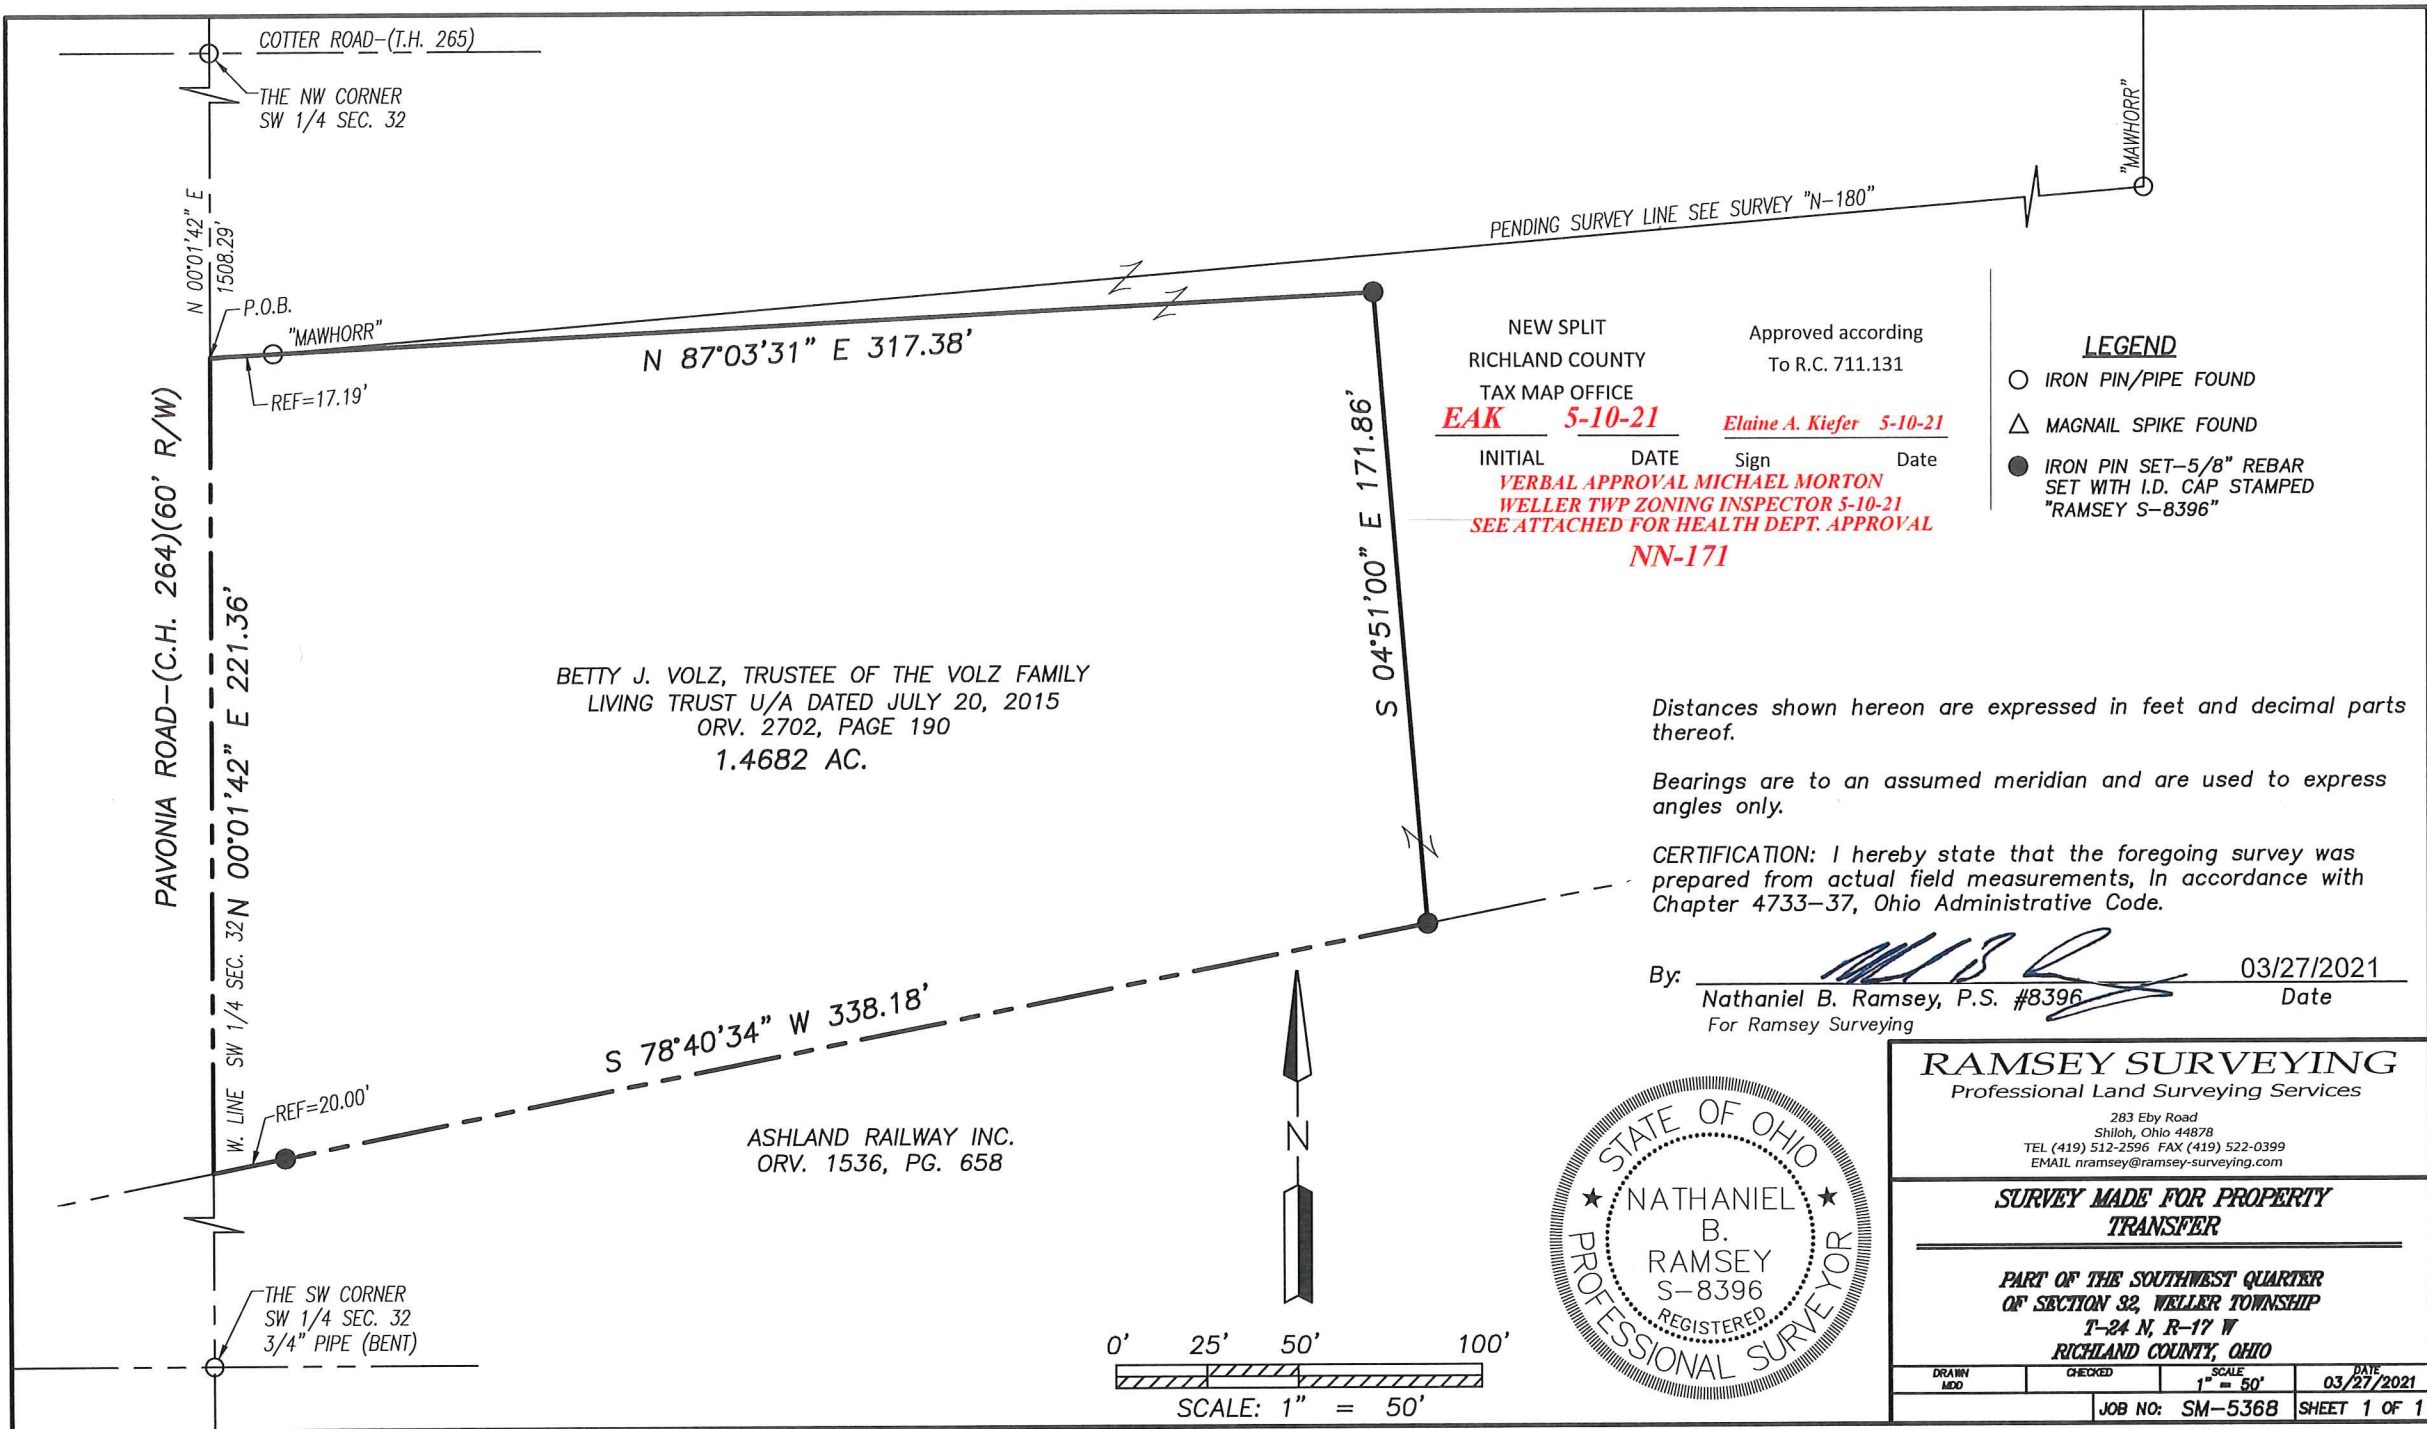 COTTER ROAD-(T.H. 265)
THE NW CORNER
SW 1/4 SEC. 32
N 00°01'42" E
1508.29'
P.O.B.
"MAWHORR"
REF=17.19'
N 87°03'31" E 317.38'
PENDING SURVEY LINE SEE SURVEY "N-180"
"MAWHORR"
NEW SPLIT
RICHLAND COUNTY
TAX MAP OFFICE
EAK 5-10-21
INITIAL DATE
Approved according
To R.C. 711.131
Elaine A. Kiefer 5-10-21
Sign Date
VERBAL APPROVAL MICHAEL MORTON
WELLER TWP ZONING INSPECTOR 5-10-21
SEE ATTACHED FOR HEALTH DEPT. APPROVAL
NN-171
LEGEND
IRON PIN/PIPE FOUND
MAGNAIL SPIKE FOUND
IRON PIN SET-5/8" REBAR
SET WITH I.D. CAP STAMPED
"RAMSEY S-8396"
PAVONIA ROAD-(C.H. 264)(60' R/W)
W. LINE SW 1/4 SEC. 32
N 00°01'42" E 221.36'
S 04°51'00" E 171.86'
BETTY J. VOLZ, TRUSTEE OF THE VOLZ FAMILY
LIVING TRUST U/A DATED JULY 20, 2015
ORV. 2702, PAGE 190
1.4682 AC.
S 78°40'34" W 338.18'
REF=20.00'
ASHLAND RAILWAY INC.
ORV. 1536, PG. 658
THE SW CORNER
SW 1/4 SEC. 32
3/4" PIPE (BENT)
N
0' 25' 50' 100'
SCALE: 1" = 50'
Distances shown hereon are expressed in feet and decimal parts
thereof.
Bearings are to an assumed meridian and are used to express
angles only.
CERTIFICATION: I hereby state that the foregoing survey was
prepared from actual field measurements, In accordance with
Chapter 4733-37, Ohio Administrative Code.
By: 03/27/2021
Nathaniel B. Ramsey, P.S. #8396 Date
For Ramsey Surveying
STATE OF OHIO
NATHANIEL
B.
RAMSEY
S-8396
REGISTERED
PROFESSIONAL SURVEYOR
RAMSEY SURVEYING
Professional Land Surveying Services
283 Eby Road
Shiloh, Ohio 44878
TEL (419) 512-2596 FAX (419) 522-0399
EMAIL nramsey@ramsey-surveying.com
SURVEY MADE FOR PROPERTY
TRANSFER
PART OF THE SOUTHWEST QUARTER
OF SECTION 32, WELLER TOWNSHIP
T-24 N, R-17 W
RICHLAND COUNTY, OHIO
DRAWN CHECKED SCALE DATE
MDD 1" = 50' 03/27/2021
JOB NO: SM-5368 SHEET 1 OF 1